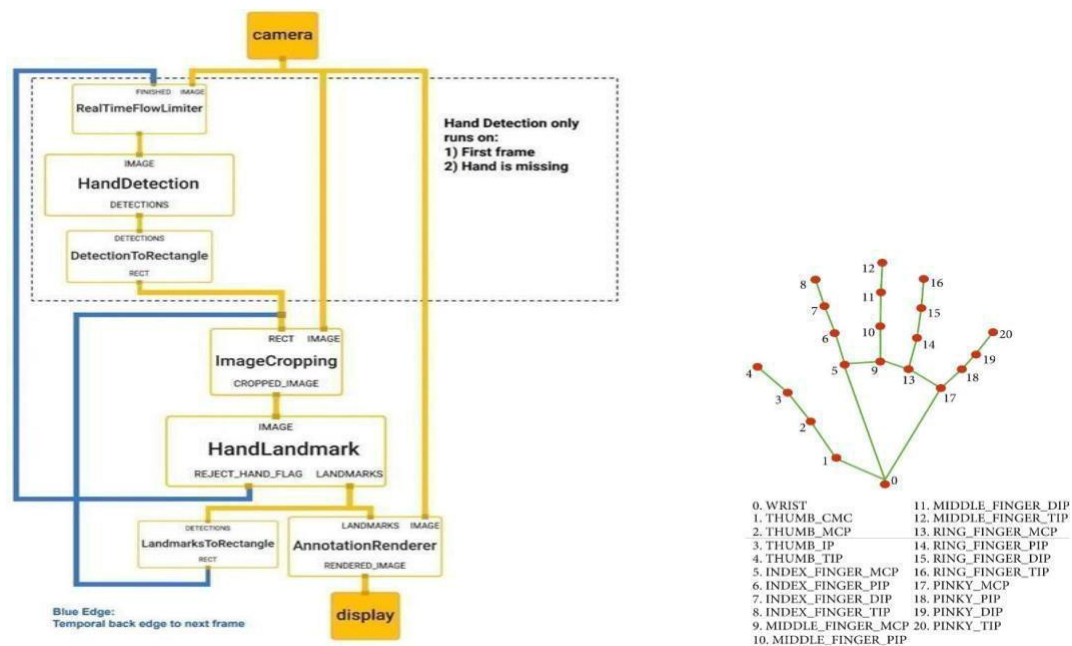 camera
FINISHED IMAGE
RealTimeFlowLimiter
Hand Detection only
runs on:
1) First frame
2) Hand is missing
IMAGE
HandDetection
DETECTIONS
DETECTIONS
DetectionToRectangle
RECT
RECT IMAGE
ImageCropping
CROPPED_IMAGE
IMAGE
HandLandmark
REJECT_HAND_FLAG LANDMARKS
DETECTIONS
LandmarksToRectangle
RECT
LANDMARKS IMAGE
AnnotationRenderer
RENDERED_IMAGE
display
Blue Edge:
Temporal back edge to next frame
12
8
16
11
7
15
20
6
10
14
19
4
5
9
13
18
3
17
2
1
0
0. WRIST
1. THUMB_CMC
2. THUMB_MCP
3. THUMB_IP
4. THUMB_TIP
5. INDEX_FINGER_MCP
6. INDEX_FINGER_PIP
7. INDEX_FINGER_DIP
8. INDEX_FINGER_TIP
9. MIDDLE_FINGER_MCP
10. MIDDLE_FINGER_PIP
11. MIDDLE_FINGER_DIP
12. MIDDLE_FINGER_TIP
13. RING_FINGER_MCP
14. RING_FINGER_PIP
15. RING_FINGER_DIP
16. RING_FINGER_TIP
17. PINKY_MCP
18. PINKY_PIP
19. PINKY_DIP
20. PINKY_TIP